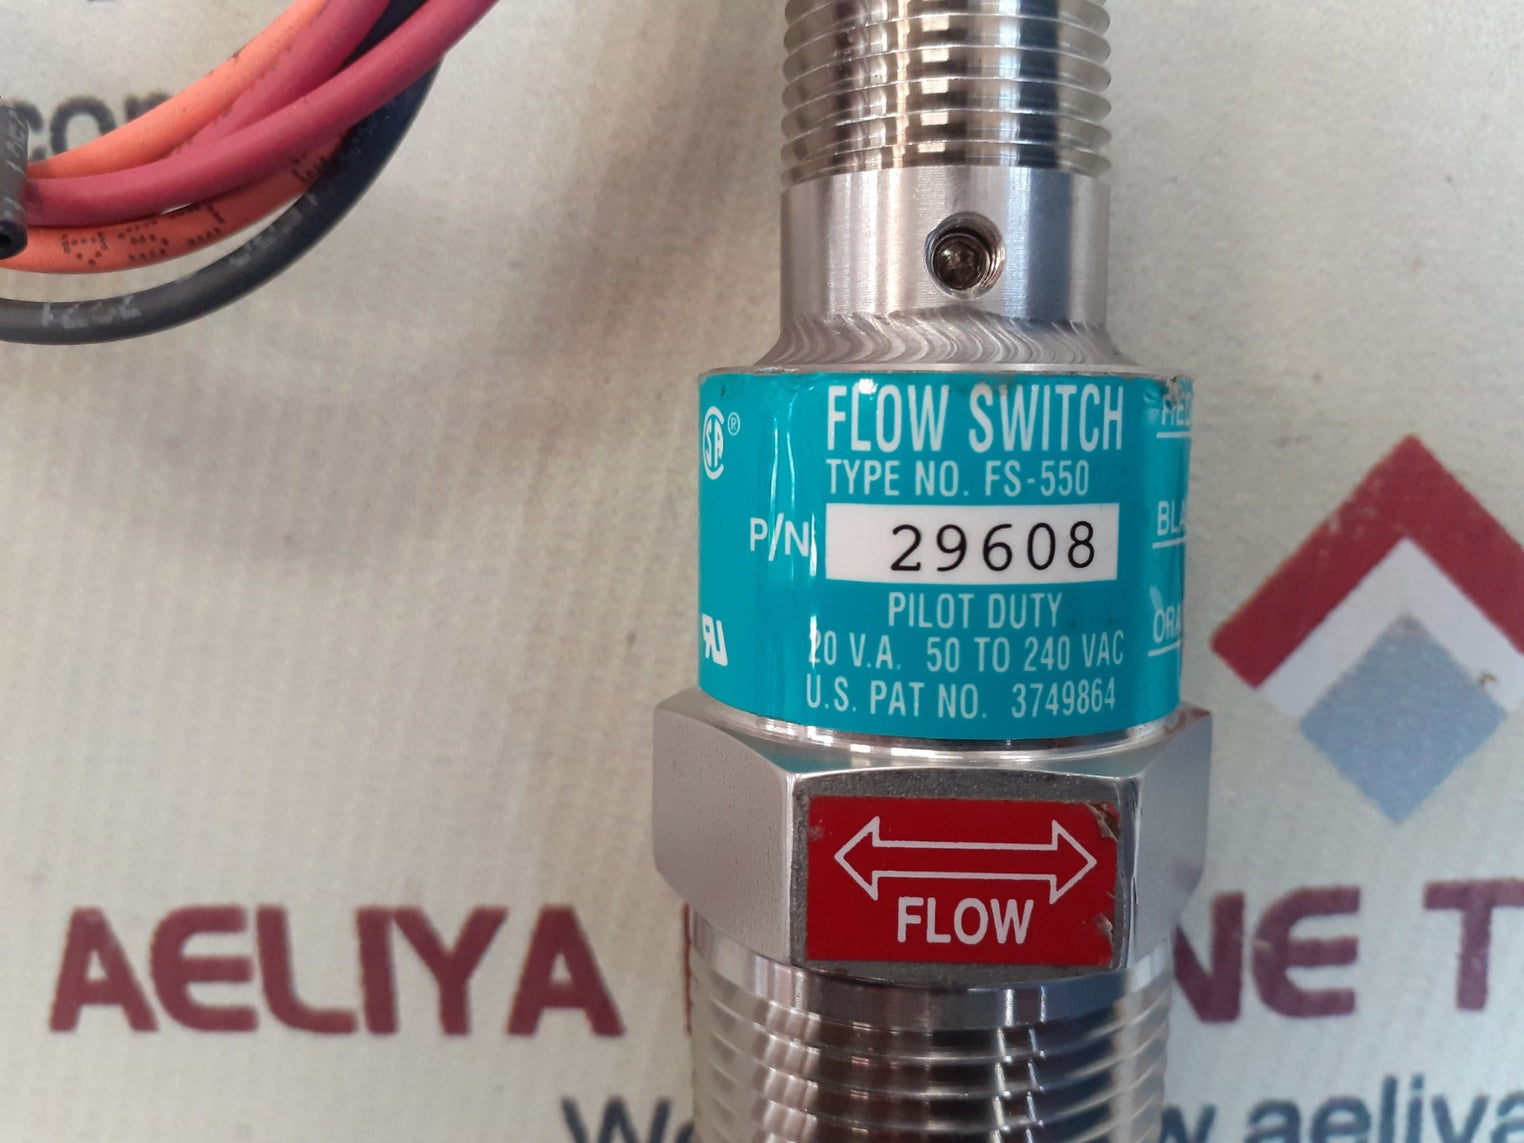 FLOW SWITCH
TYPE NO. FS-550
P/N 29608
PILOT DUTY
20 V.A. 50 TO 240 VAC
U.S. PAT NO. 3749864
FLOW
AELIYA